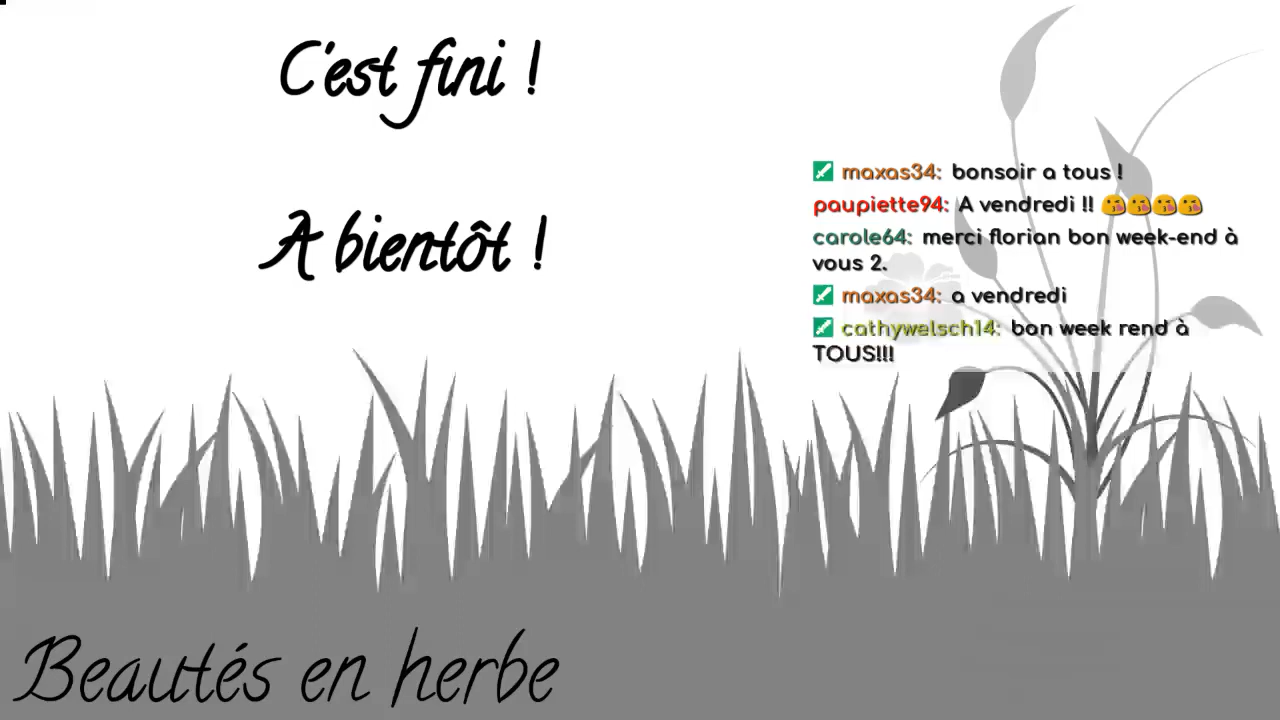 C'est fini !
A bientôt !
maxas34: bonsoir a tous !
paupiette94: A vendredi !! 😘😘😘😘
carole64: merci florian bon week-end à
vous 2.
maxas34: a vendredi
cathywelsch14: bon week rend à
TOUS!!!
Beautés en herbe